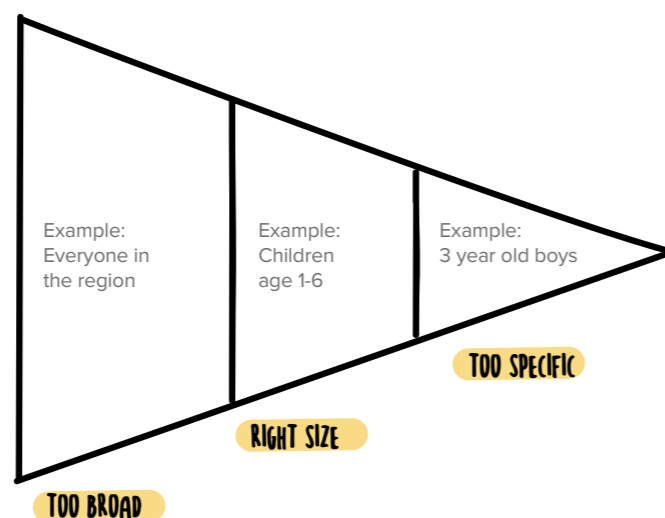 Example:
Everyone in
the region
Example:
Children
age 1-6
Example:
3 year old boys
TOO SPECIFIC
RIGHT SIZE
TOO BROAD